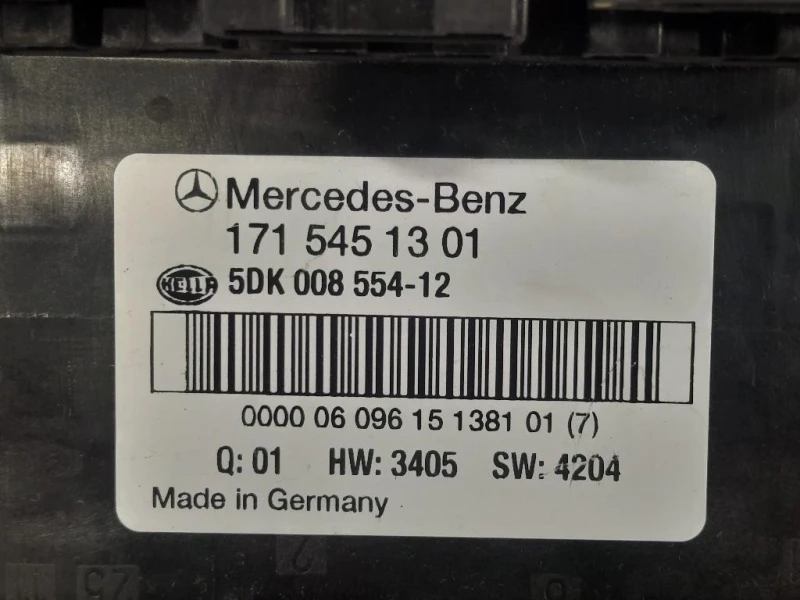 Mercedes-Benz
171 545 13 01
HELLA 5DK 008 554-12
0000 06 096 15 1381 01 (7)
Q: 01 HW: 3405 SW: 4204
Made in Germany
2